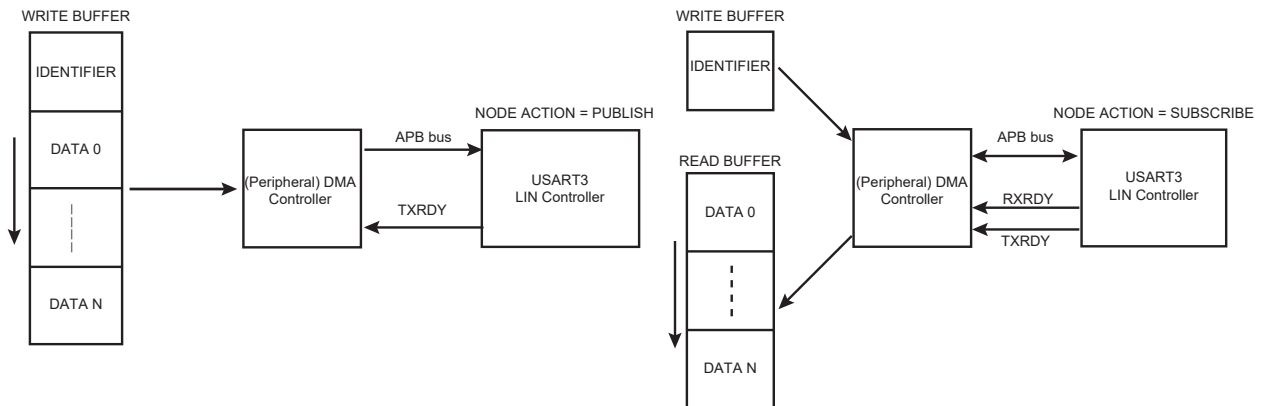 WRITE BUFFER
IDENTIFIER
DATA 0
DATA N
(Peripheral) DMA
Controller
APB bus
TXRDY
NODE ACTION = PUBLISH
USART3
LIN Controller
WRITE BUFFER
IDENTIFIER
READ BUFFER
DATA 0
DATA N
(Peripheral) DMA
Controller
APB bus
RXRDY
TXRDY
NODE ACTION = SUBSCRIBE
USART3
LIN Controller